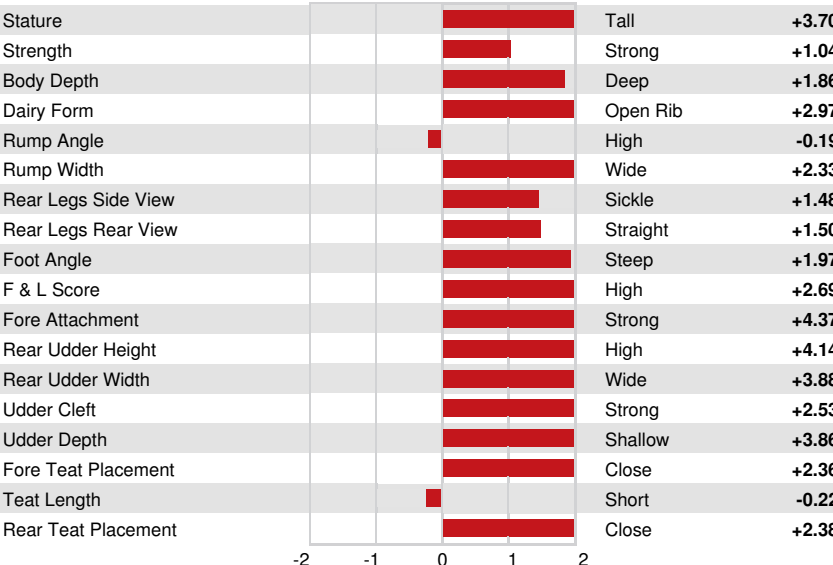 Stature Tall +3.70
Strength Strong +1.04
Body Depth Deep +1.86
Dairy Form Open Rib +2.97
Rump Angle High -0.19
Rump Width Wide +2.33
Rear Legs Side View Sickle +1.48
Rear Legs Rear View Straight +1.50
Foot Angle Steep +1.97
F & L Score High +2.69
Fore Attachment Strong +4.37
Rear Udder Height High +4.14
Rear Udder Width Wide +3.88
Udder Cleft Strong +2.53
Udder Depth Shallow +3.86
Fore Teat Placement Close +2.36
Teat Length Short -0.22
Rear Teat Placement Close +2.38
-2 -1 0 1 2